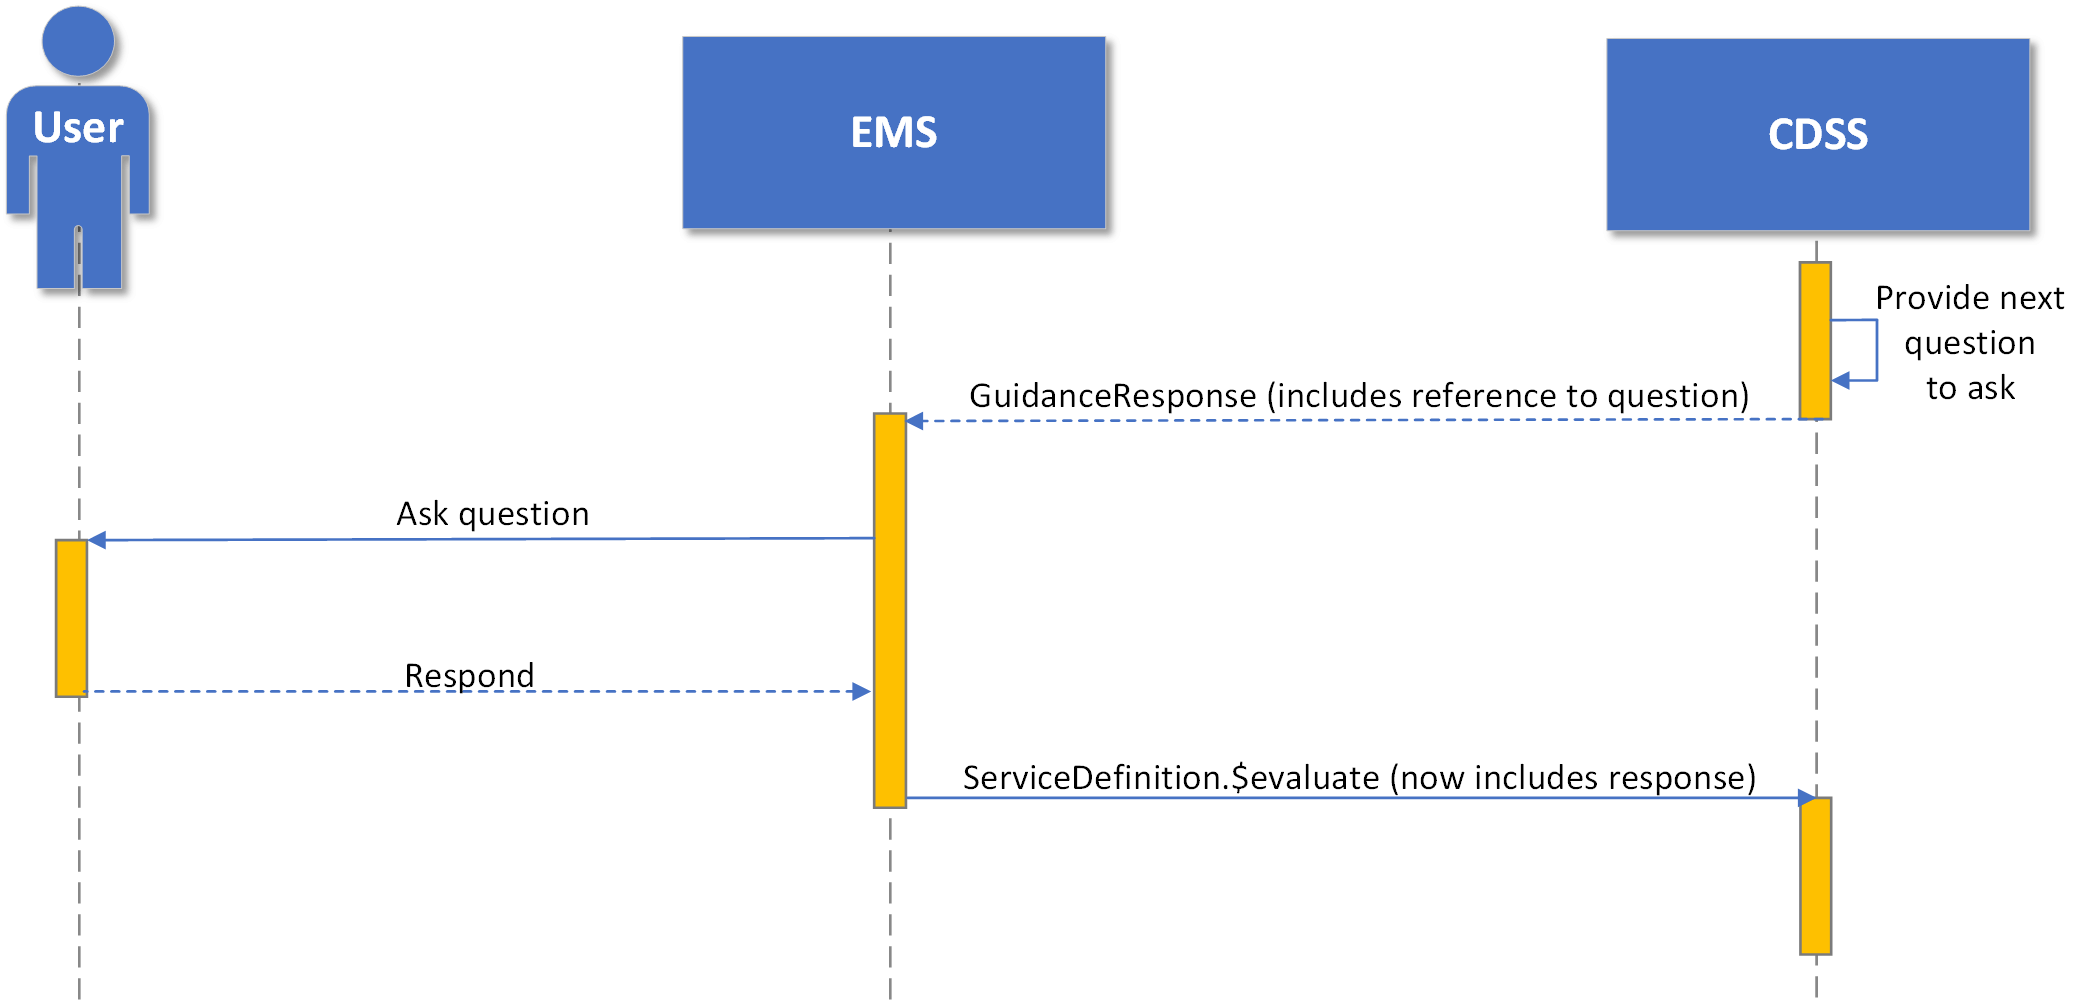 User
EMS
CDSS
Provide next
question
to ask
GuidanceResponse (includes reference to question)
Ask question
Respond
ServiceDefinition.$evaluate (now includes response)